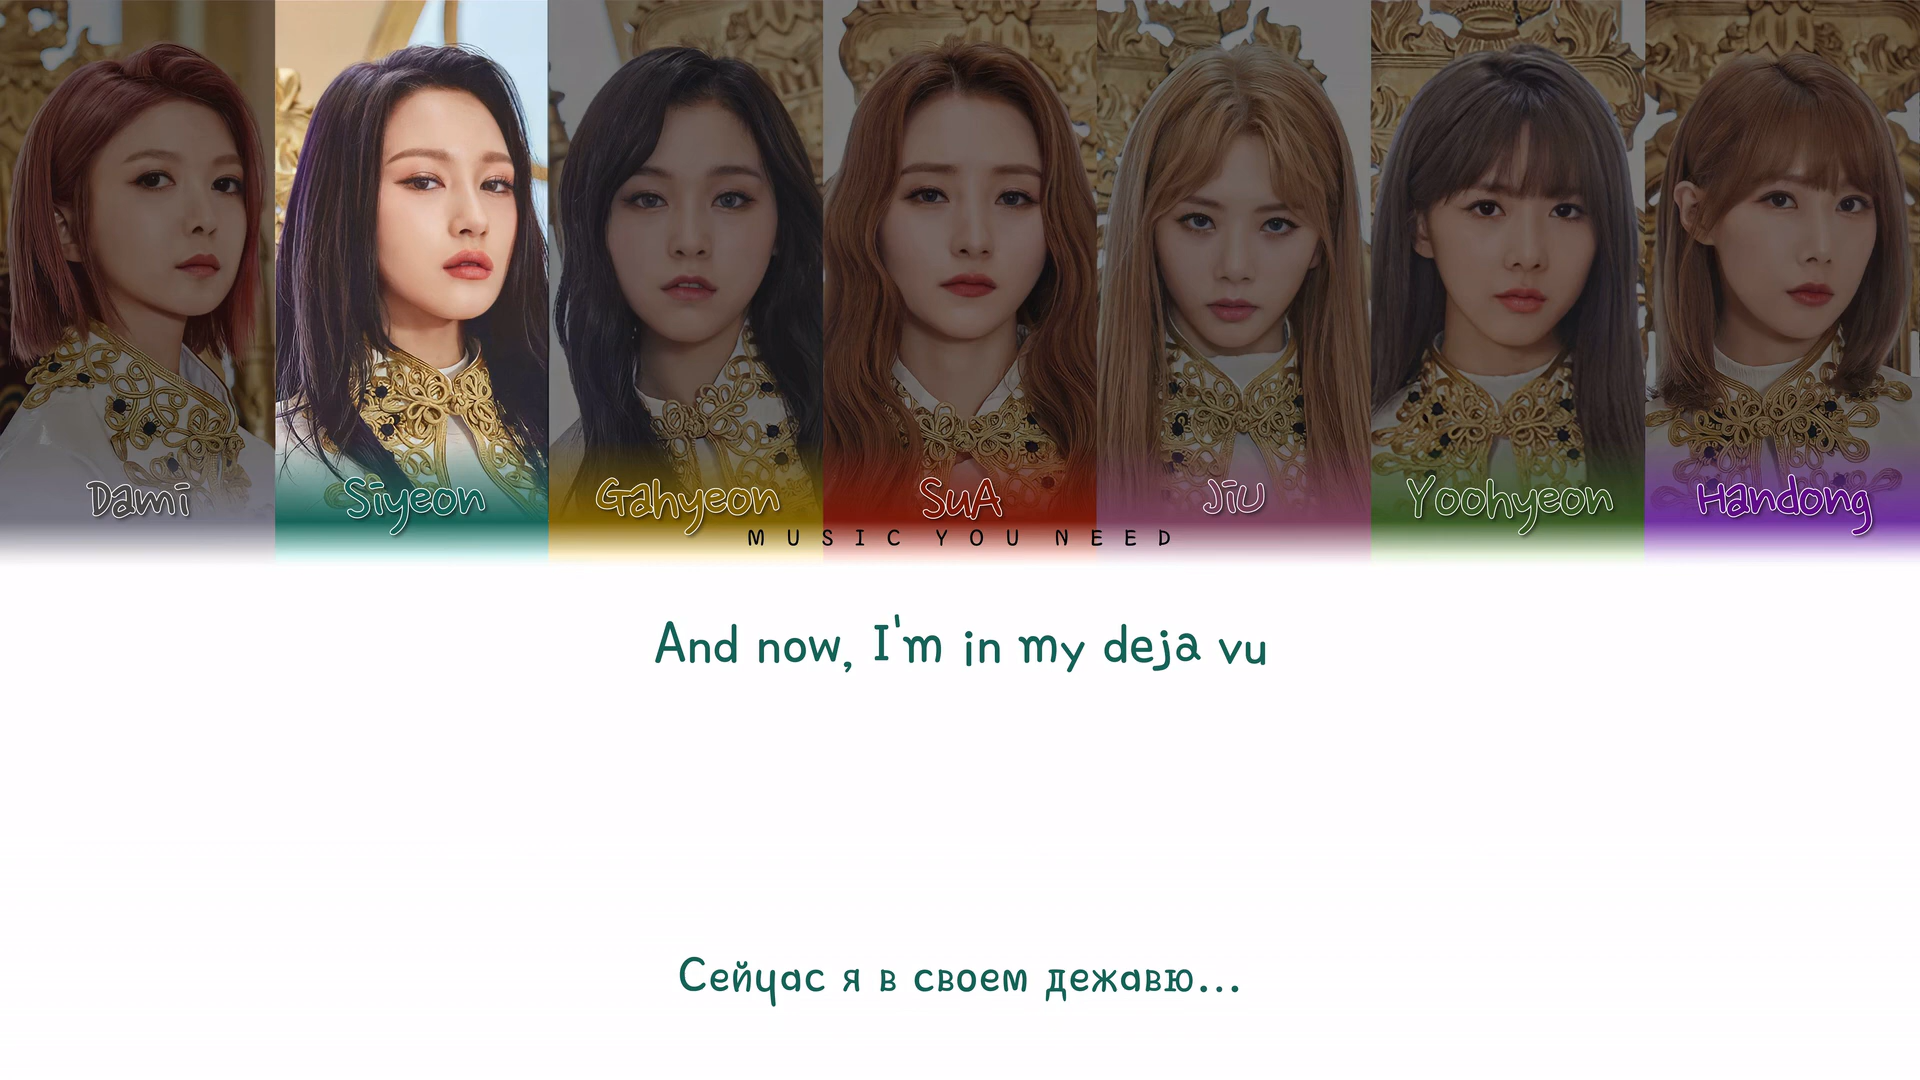 Dami Siyeon Gahyeon SuA JiU Yoohyeon Handong
MUSIC YOU NEED
And now, I'm in my deja vu
Сейчас я в своем дежавю...